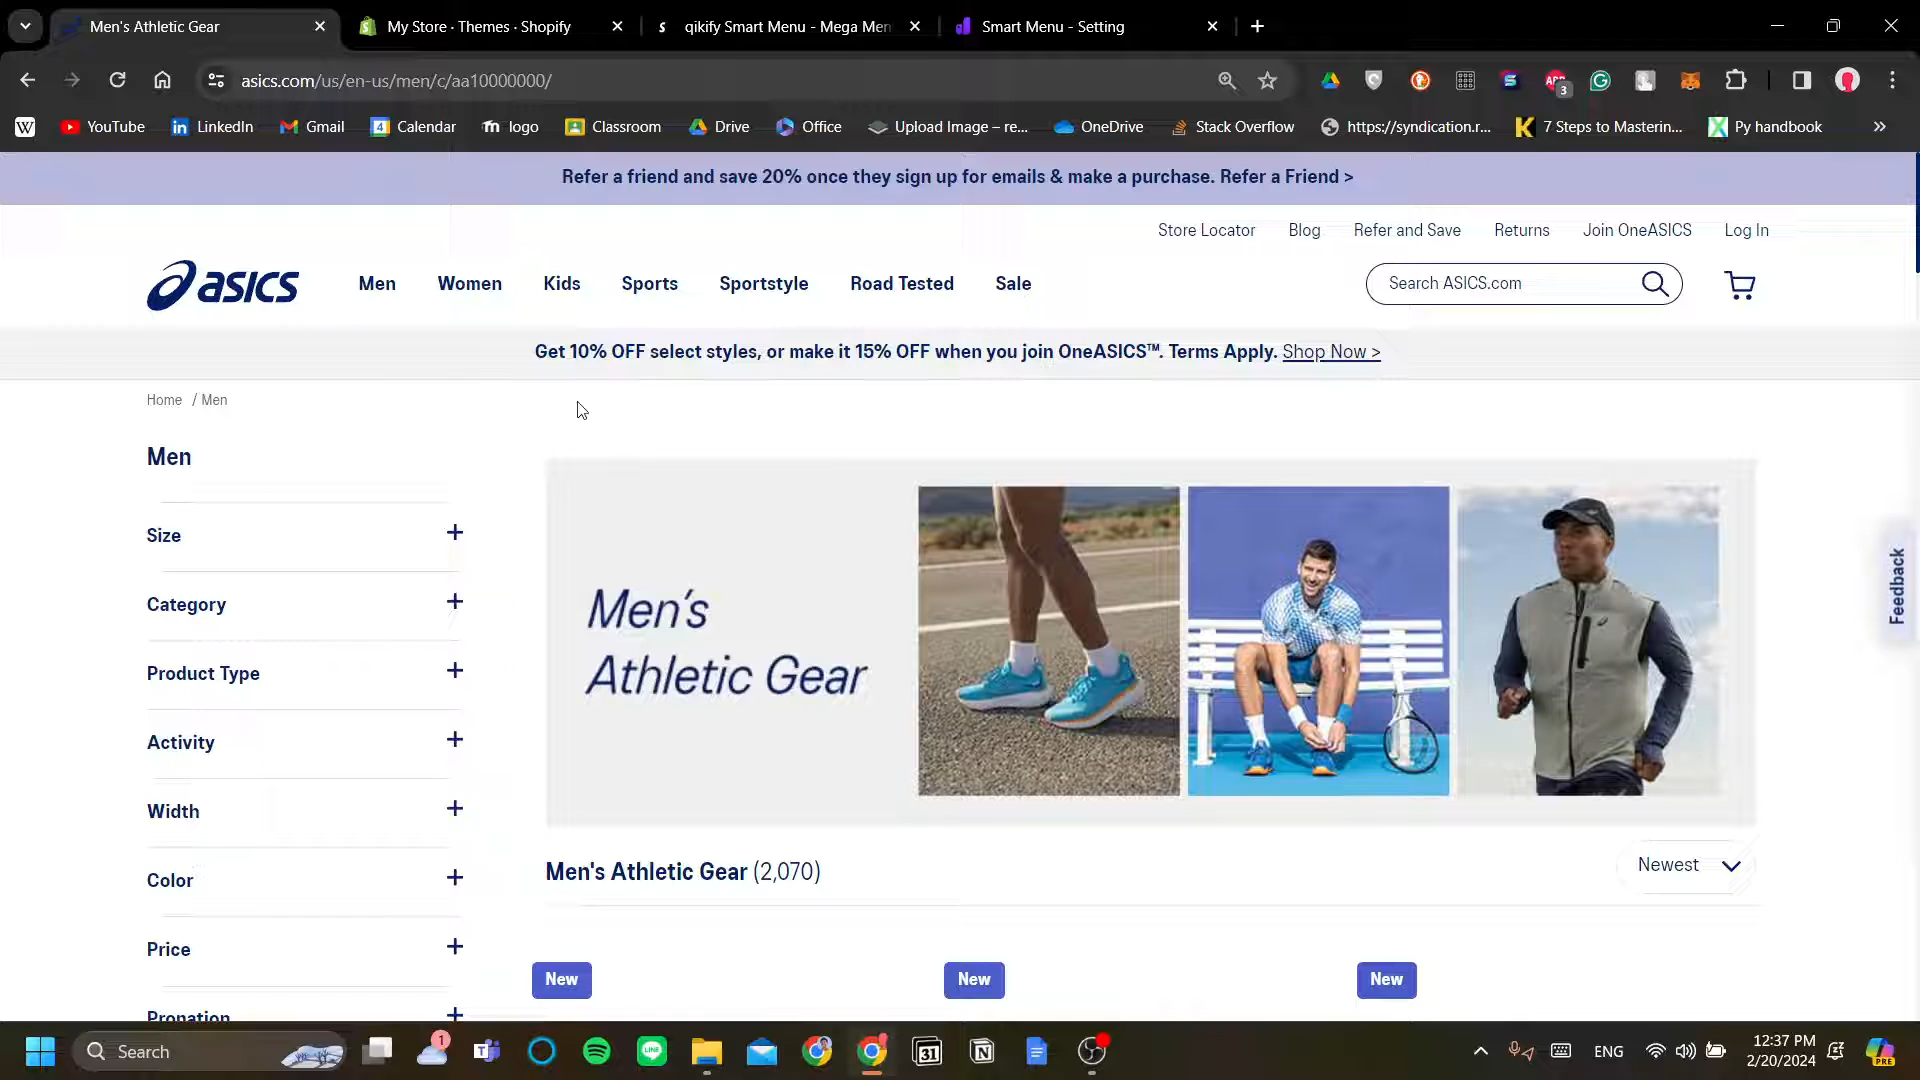 Men's Athletic Gear
My Store · Themes · Shopify
qikify Smart Menu - Mega Men
Smart Menu - Setting
asics.com/us/en-us/men/c/aa10000000/
3
W
YouTube
LinkedIn
Gmail
Calendar
logo
Classroom
Drive
Office
Upload Image – re...
OneDrive
Stack Overflow
https://syndication.r...
7 Steps to Masterin...
Py handbook
Refer a friend and save 20% once they sign up for emails & make a purchase. Refer a Friend >
Store Locator
Blog
Refer and Save
Returns
Join OneASICS
Log In
asics
Men
Women
Kids
Sports
Sportstyle
Road Tested
Sale
Search ASICS.com
Get 10% OFF select styles, or make it 15% OFF when you join OneASICS™. Terms Apply. Shop Now >
Home / Men
Men
Size
Category
Product Type
Activity
Width
Color
Price
Pronation
Men's
Athletic Gear
Feedback
Men's Athletic Gear (2,070)
Newest
New
New
New
Search
1
31
ENG
12:37 PM
2/20/2024
PRE